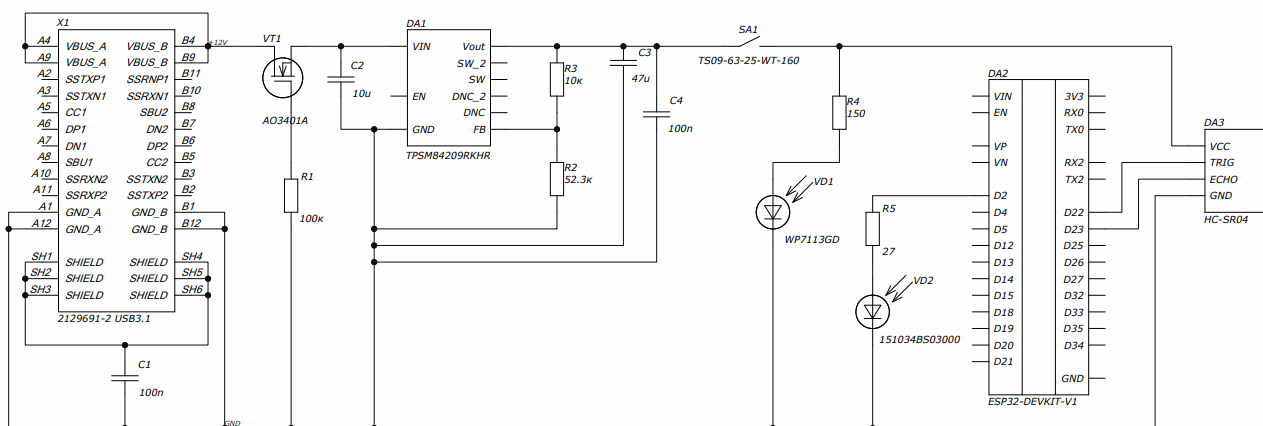 X1
A4 VBUS_A VBUS_B B4 +12V
A9 VBUS_A VBUS_B B9
A2 SSTXP1 SSRNP1 B11
A3 SSTXN1 SSRXN1 B10
A5 CC1 SBU2 B8
A6 DP1 DN2 B7
A7 DN1 DP2 B6
A8 SBU1 CC2 B5
A10 SSRXN2 SSTXN2 B3
A11 SSRXP2 SSTXP2 B2
A1 GND_A GND_B B1
A12 GND_A GND_B B12
SH1 SHIELD SHIELD SH4
SH2 SHIELD SHIELD SH5
SH3 SHIELD SHIELD SH6
2129691-2 USB3.1
C1
100n
GND
VT1
AO3401A
R1
100к
C2
10u
DA1
VIN Vout
SW_2
SW
EN DNC_2
DNC
GND FB
TPSM84209RKHR
R3
10к
R2
52.3к
C3
47u
C4
100n
SA1
TS09-63-25-WT-160
R4
150
VD1
WP7113GD
R5
27
VD2
151034BS03000
DA2
VIN 3V3
EN RX0
TX0
VP
VN RX2
TX2
D2
D4 D22
D5 D23
D12 D25
D13 D26
D14 D27
D15 D32
D18 D33
D19 D35
D20 D34
D21
GND
ESP32-DEVKIT-V1
DA3
VCC
TRIG
ECHO
GND
HC-SR04